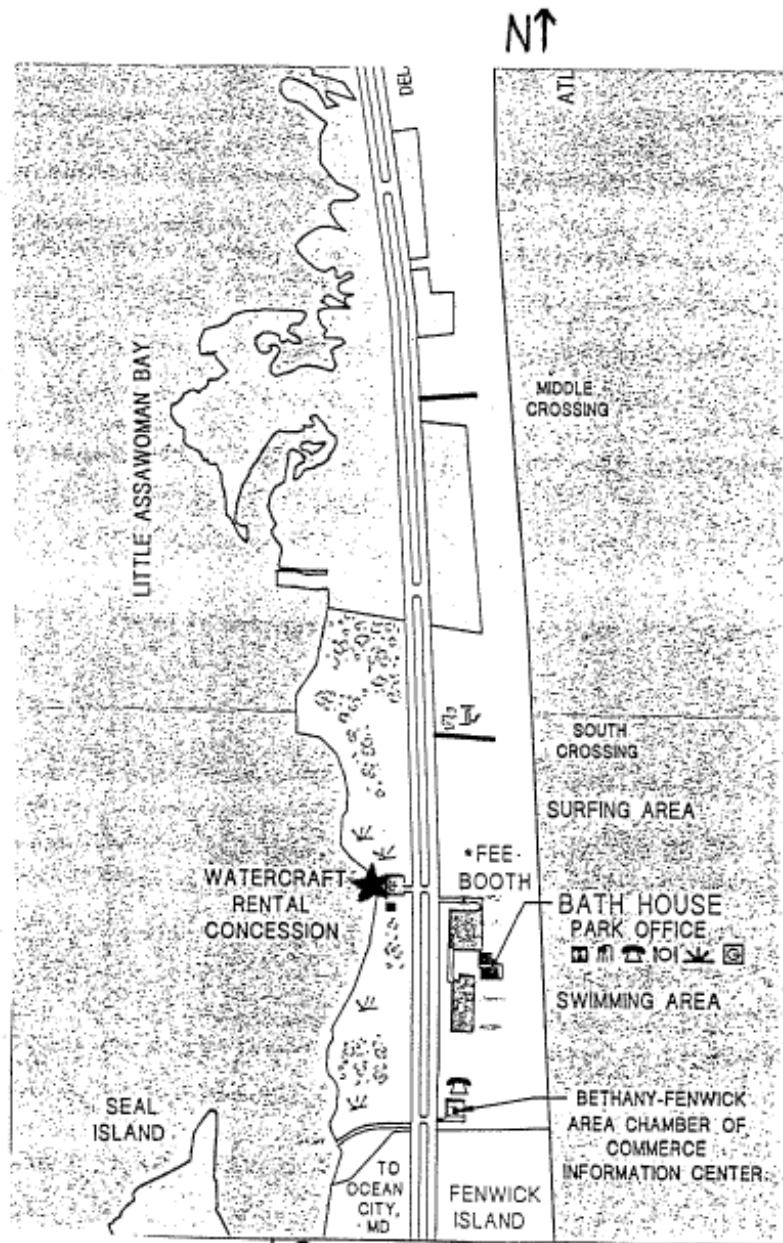 N↑
DEL
ATL
MIDDLE
CROSSING
LITTLE ASSAWOMAN BAY
SOUTH
CROSSING
SURFING AREA
*FEE
BOOTH
WATERCRAFT
RENTAL
CONCESSION
BATH HOUSE
PARK OFFICE
SWIMMING AREA
SEAL
ISLAND
BETHANY-FENWICK
AREA CHAMBER OF
COMMERCE
INFORMATION CENTER
TO
OCEAN
CITY,
MD
FENWICK
ISLAND